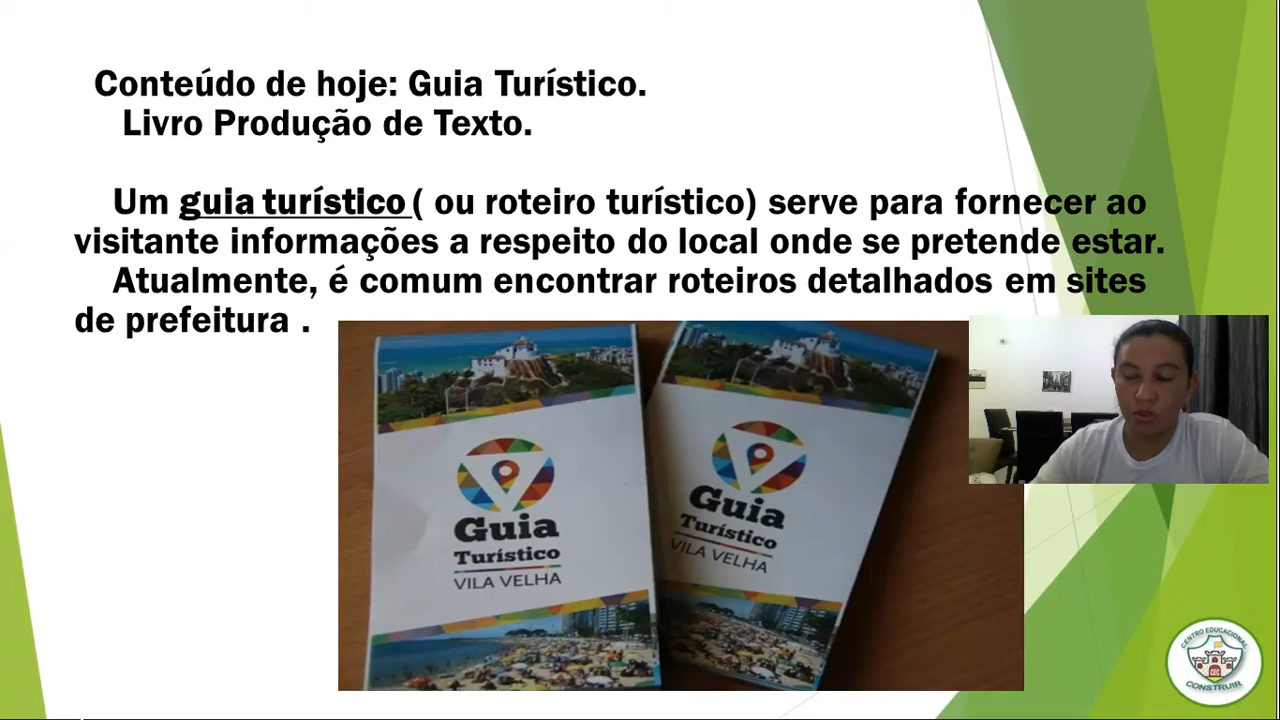 Conteúdo de hoje: Guia Turístico.
Livro Produção de Texto.
Um guia turístico ( ou roteiro turístico) serve para fornecer ao
visitante informações a respeito do local onde se pretende estar.
Atualmente, é comum encontrar roteiros detalhados em sites
de prefeitura .
Guia
Turístico
VILA VELHA
Guia
Turístico
VILA VELHA
CENTRO EDUCACIONAL
CEC
CONSTRUIR